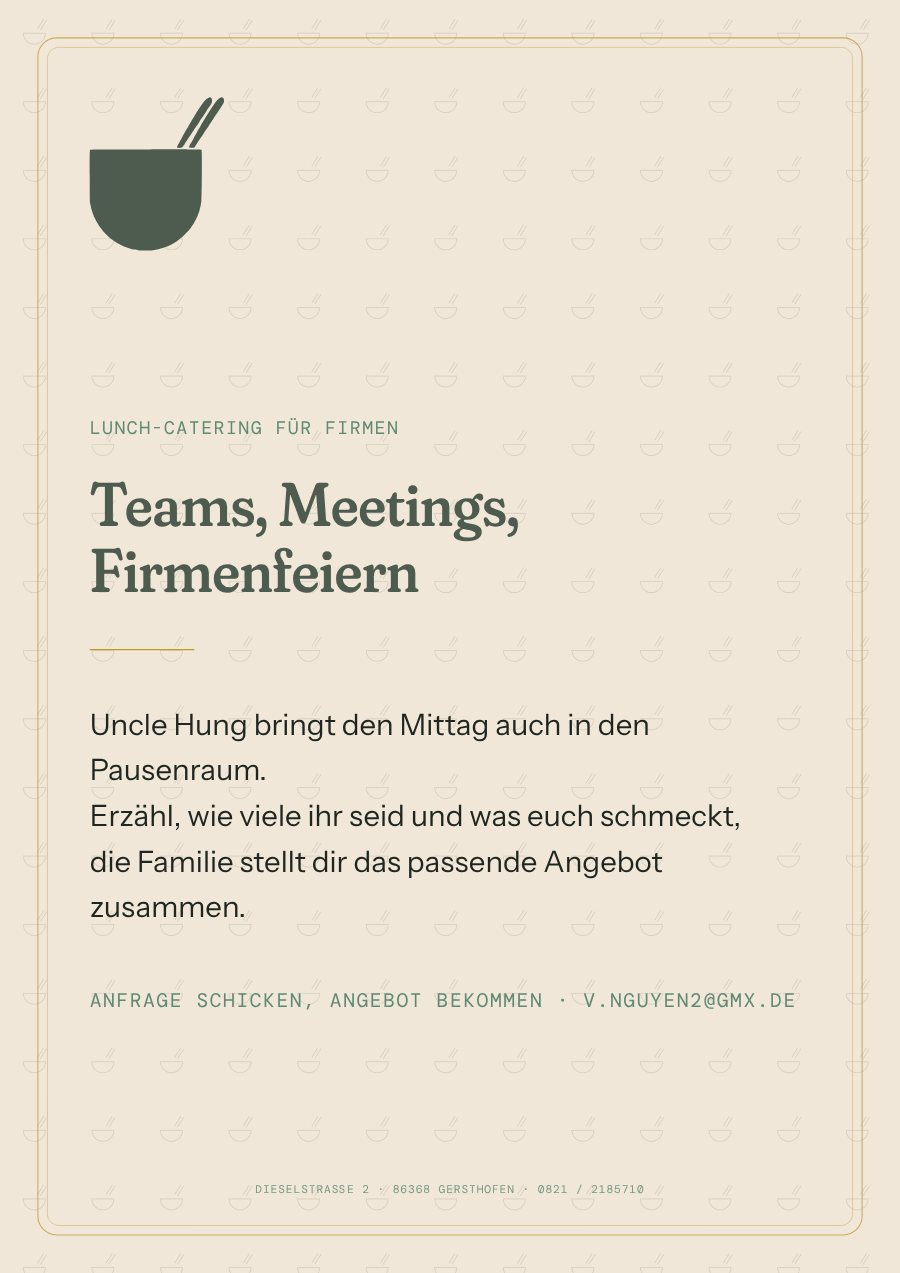 LUNCH-CATERING FÜR FIRMEN
Teams, Meetings,
Firmenfeiern
Uncle Hung bringt den Mittag auch in den
Pausenraum.
Erzähl, wie viele ihr seid und was euch schmeckt,
die Familie stellt dir das passende Angebot
zusammen.
ANFRAGE SCHICKEN, ANGEBOT BEKOMMEN · V.NGUYEN2@GMX.DE
DIESELSTRASSE 2 · 86368 GERSTHOFEN · 0821 / 2185710